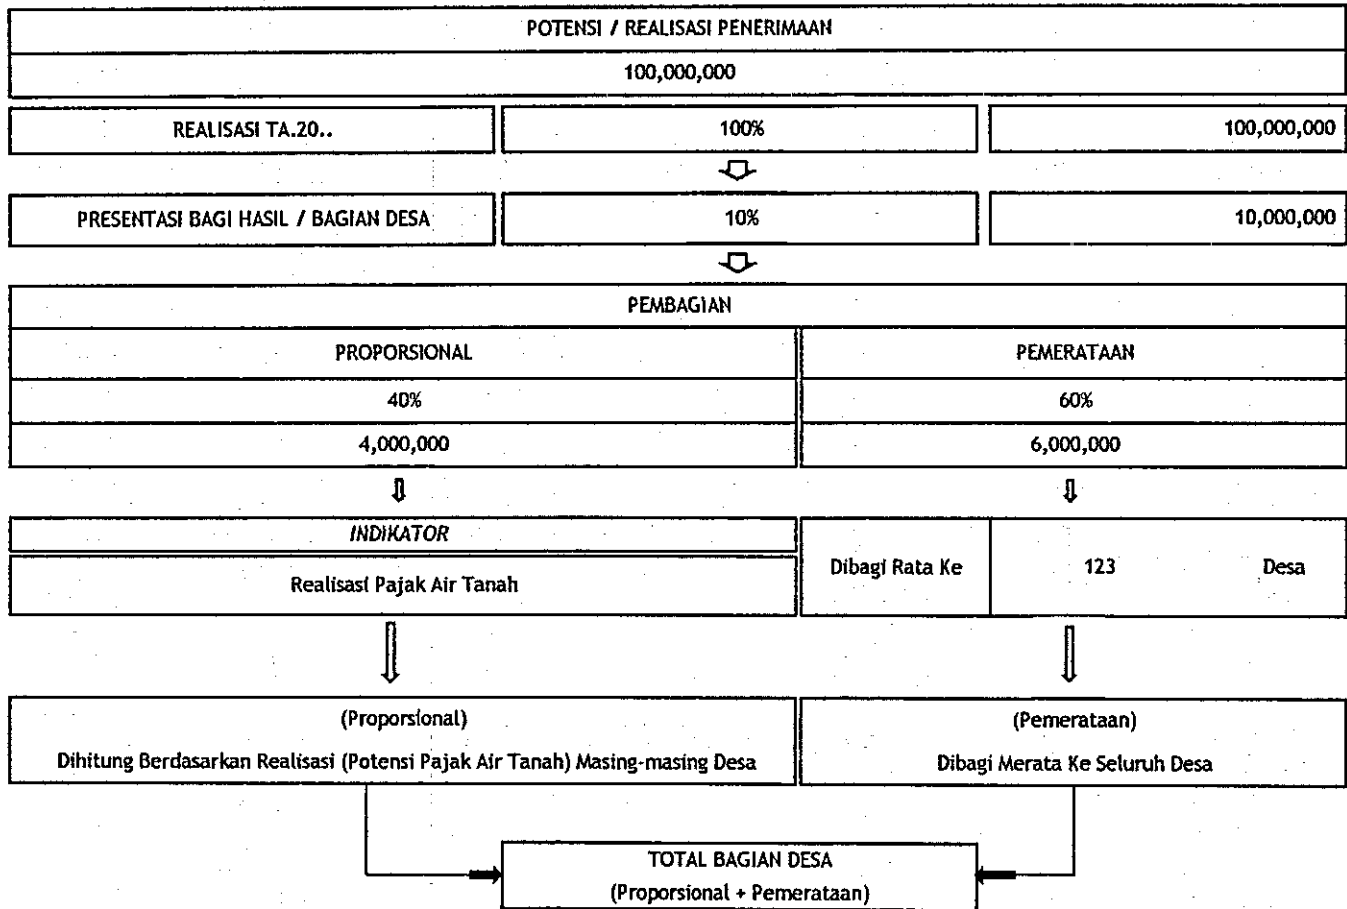 POTENSI / REALISASI PENERIMAAN
100,000,000
REALISASI TA.20.. 100% 100,000,000
PRESENTASI BAGI HASIL / BAGIAN DESA 10% 10,000,000
PEMBAGIAN
PROPORSIONAL PEMERATAAN
40% 60%
4,000,000 6,000,000
INDIKATOR
Realisasi Pajak Air Tanah
Dibagi Rata Ke 123 Desa
(Proporsional)
Dihitung Berdasarkan Realisasi (Potensi Pajak Air Tanah) Masing-masing Desa
(Pemerataan)
Dibagi Merata Ke Seluruh Desa
TOTAL BAGIAN DESA
(Proporsional + Pemerataan)